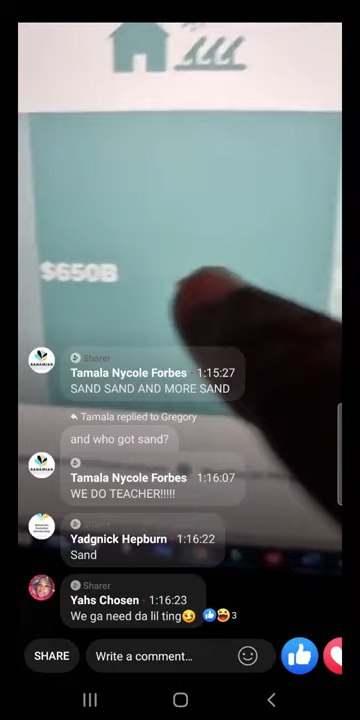 $650B
Sharer
Tamala Nycole Forbes · 1:15:27
SAND SAND AND MORE SAND
Tamala replied to Gregory
and who got sand?
Tamala Nycole Forbes · 1:16:07
WE DO TEACHER!!!!!
Yadgnick Hepburn · 1:16:22
Sand
Sharer
Yahs Chosen · 1:16:23
We ga need da lil ting😉
3
SHARE
Write a comment...